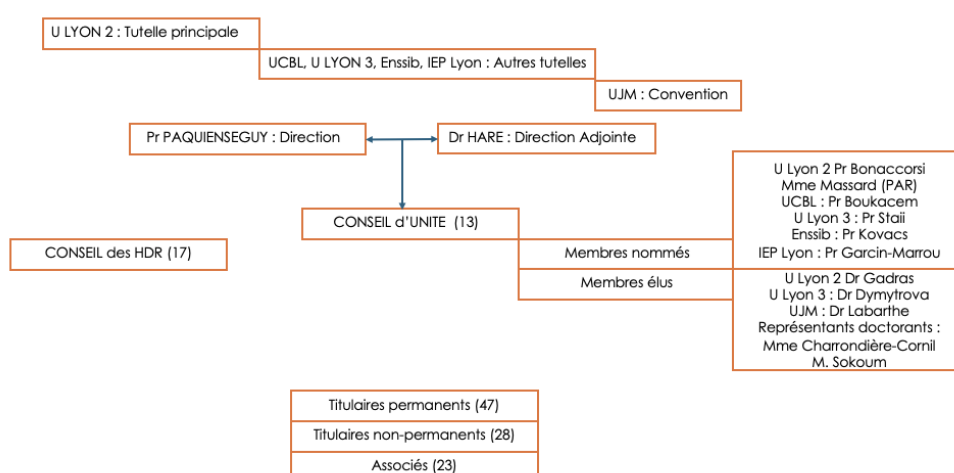 U LYON 2 : Tutelle principale
UCBL, U LYON 3, Enssib, IEP Lyon : Autres tutelles
UJM : Convention
Pr PAQUIENSEGUY : Direction
Dr HARE : Direction Adjointe
CONSEIL d'UNITE (13)
CONSEIL des HDR (17)
Membres nommés
U Lyon 2 Pr Bonaccorsi
Mme Massard (PAR)
UCBL : Pr Boukacem
U Lyon 3 : Pr Staii
Enssib : Pr Kovacs
IEP Lyon : Pr Garcin-Marrou
Membres élus
U Lyon 2 Dr Gadras
U Lyon 3 : Dr Dymytrova
UJM : Dr Labarthe
Représentants doctorants :
Mme Charrondière-Cornil
M. Sokoum
Titulaires permanents (47)
Titulaires non-permanents (28)
Associés (23)